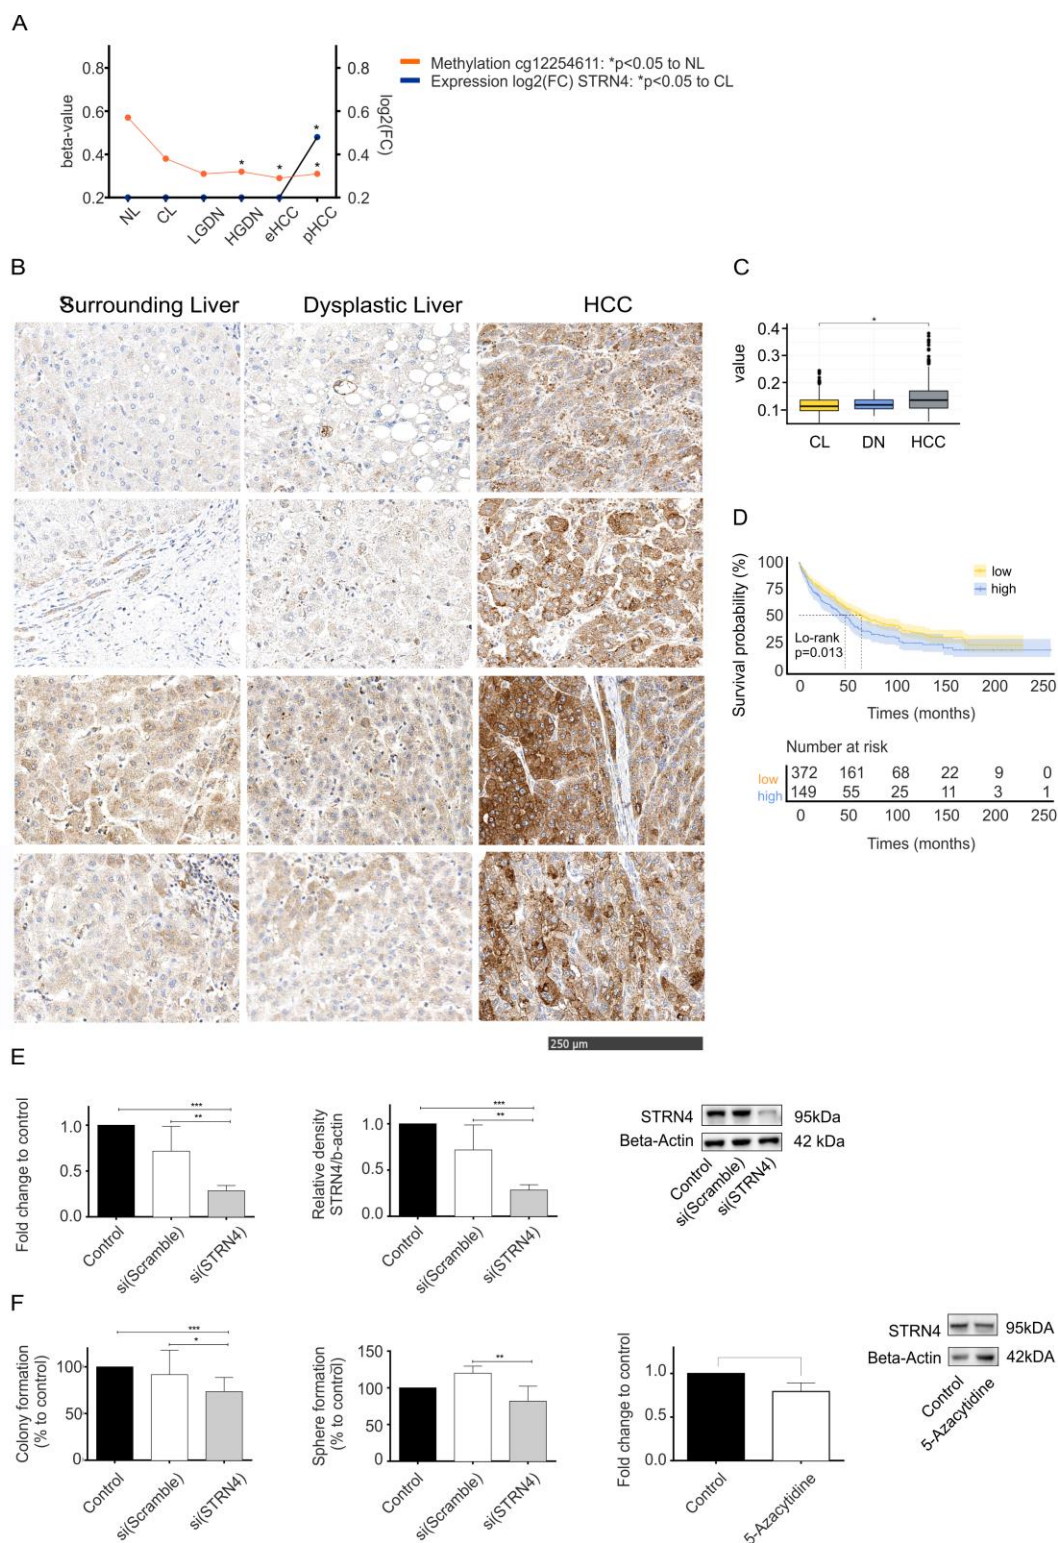 A
Methylation cg12254611: *p<0.05 to NL
Expression log2(FC) STRN4: *p<0.05 to CL
beta-value
0.8
0.6
0.4
0.2
* * *
*
0.8
0.6
0.4
0.2
log2(FC)
NL CL LGDN HGDN eHCC pHCC
B
Surrounding Liver Dysplastic Liver HCC
250 µm
C
value
0.4
0.3
0.2
0.1
*
CL DN HCC
D
Survival probability (%)
100
75
50
25
0
low
high
Lo-rank
p=0.013
0 50 100 150 200 250
Times (months)
Number at risk
low 372 161 68 22 9 0
high 149 55 25 11 3 1
0 50 100 150 200 250
Times (months)
E
Fold change to control
1.0
0.5
0.0
***
**
Control si(Scramble) si(STRN4)
Relative density
STRN4/b-actin
1.0
0.5
0.0
***
**
Control si(Scramble) si(STRN4)
STRN4 95kDa
Beta-Actin 42 kDa
Control si(Scramble) si(STRN4)
F
Colony formation
(% to control)
100
50
0
***
*
Control si(Scramble) si(STRN4)
Sphere formation
(% to control)
150
100
50
0
**
Control si(Scramble) si(STRN4)
Fold change to control
1.0
0.5
0.0
Control 5-Azacytidine
STRN4 95kDA
Beta-Actin 42kDA
Control 5-Azacytidine